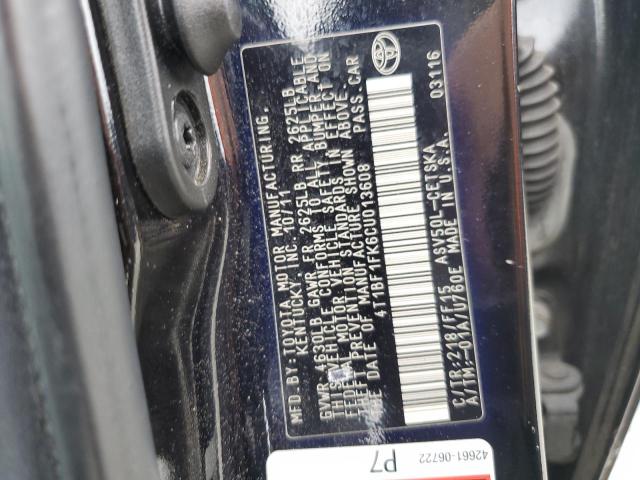 MFD.BY:TOYOTA MOTOR MANUFACTURING.
KENTUCKY, INC. 10/11
GVWR 4630LB GAWR FR 2625LB RR 2625LB
THIS VEHICLE CONFORMS TO ALL APPLICABLE
FEDERAL MOTOR VEHICLE SAFETY, BUMPER AND
THEFT PREVENTION STANDARDS IN EFFECT ON
THE DATE OF MANUFACTURE SHOWN ABOVE.
4T1BF1FK6CU013608 PASS.CAR
C/TR:218/FF15 ASV50L-CETSKA 03116
A/TM:-01A/U760E MADE IN U.S.A.
42661-06722
P7